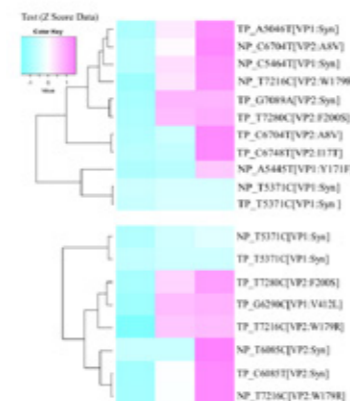 Test (Z Score Data)
Color Key
Value
TP_A5046T[VP1:Syn]
NP_C6704T[VP2:A8V]
NP_C5464T[VP1:Syn]
NP_T7216C[VP2:W179R
TP_G7089A[VP2:Syn]
TP_T7280C[VP2:F200S]
TP_C6704T[VP2:A8V]
TP_C6748T[VP2:I17T]
NP_A5445T[VP1:Y171F
NP_T5371C[VP1:Syn]
TP_T5371C[VP1:Syn ]
NP_T5371C[VP1:Syn]
TP_T5371C[VP1:Syn]
TP_T7280C[VP2:F200S]
TP_G6290C[VP1:V412L]
TP_T7216C[VP2:W179R]
NP_T6085C[VP2:Syn]
TP_C6085T[VP2:Syn]
NP_T7216C[VP2:W179R]